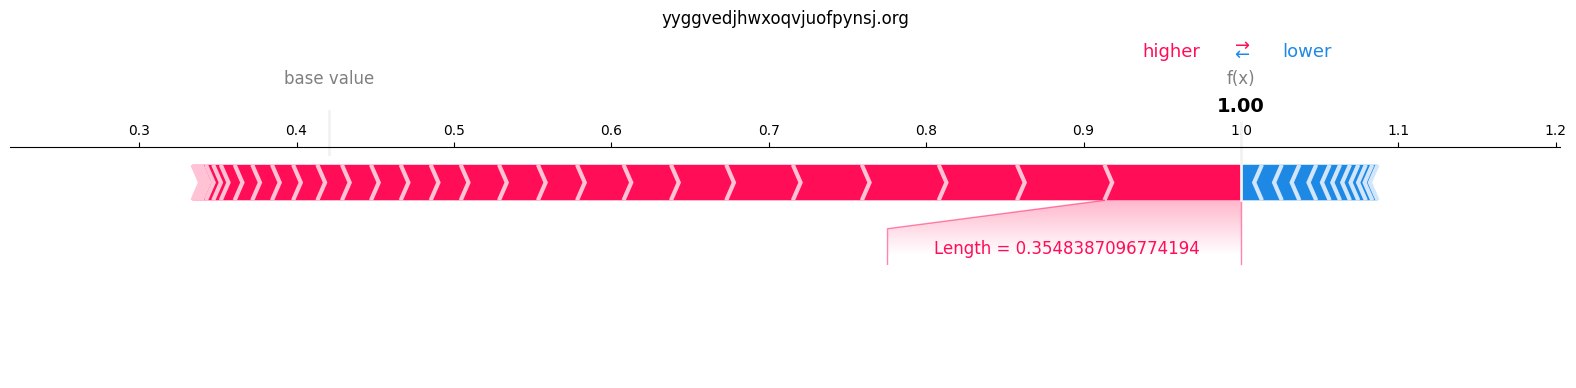 yyggvedjhwxoqvjuofpynsj.org
higher ⇄ lower
base value f(x)
1.00
0.3 0.4 0.5 0.6 0.7 0.8 0.9 1.0 1.1 1.2
Length = 0.3548387096774194